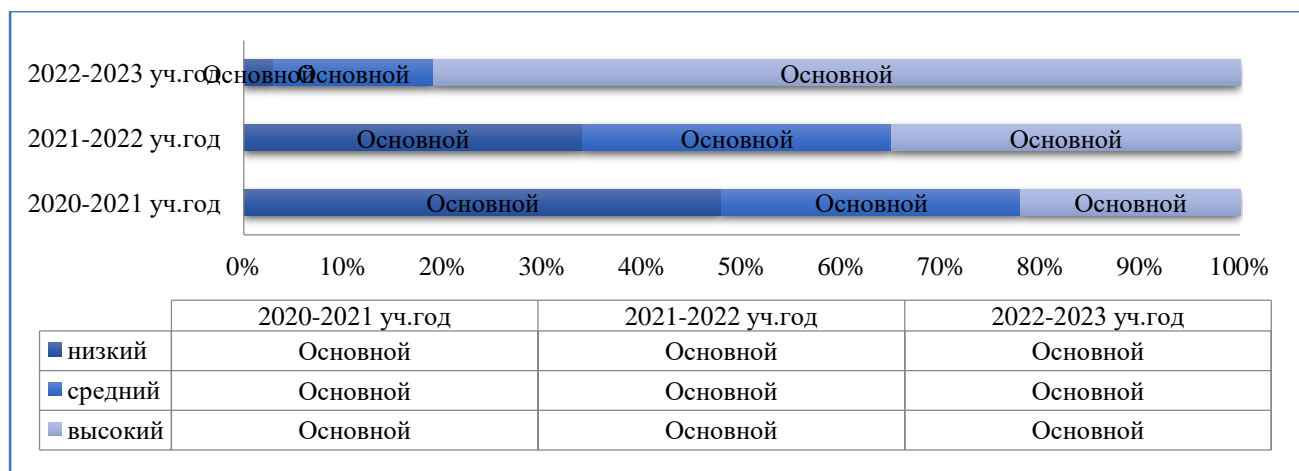 2022-2023 уч.год Основной Основной Основной
2021-2022 уч.год Основной Основной Основной
2020-2021 уч.год Основной Основной Основной
0% 10% 20% 30% 40% 50% 60% 70% 80% 90% 100%
2020-2021 уч.год 2021-2022 уч.год 2022-2023 уч.год
низкий Основной Основной Основной
средний Основной Основной Основной
высокий Основной Основной Основной